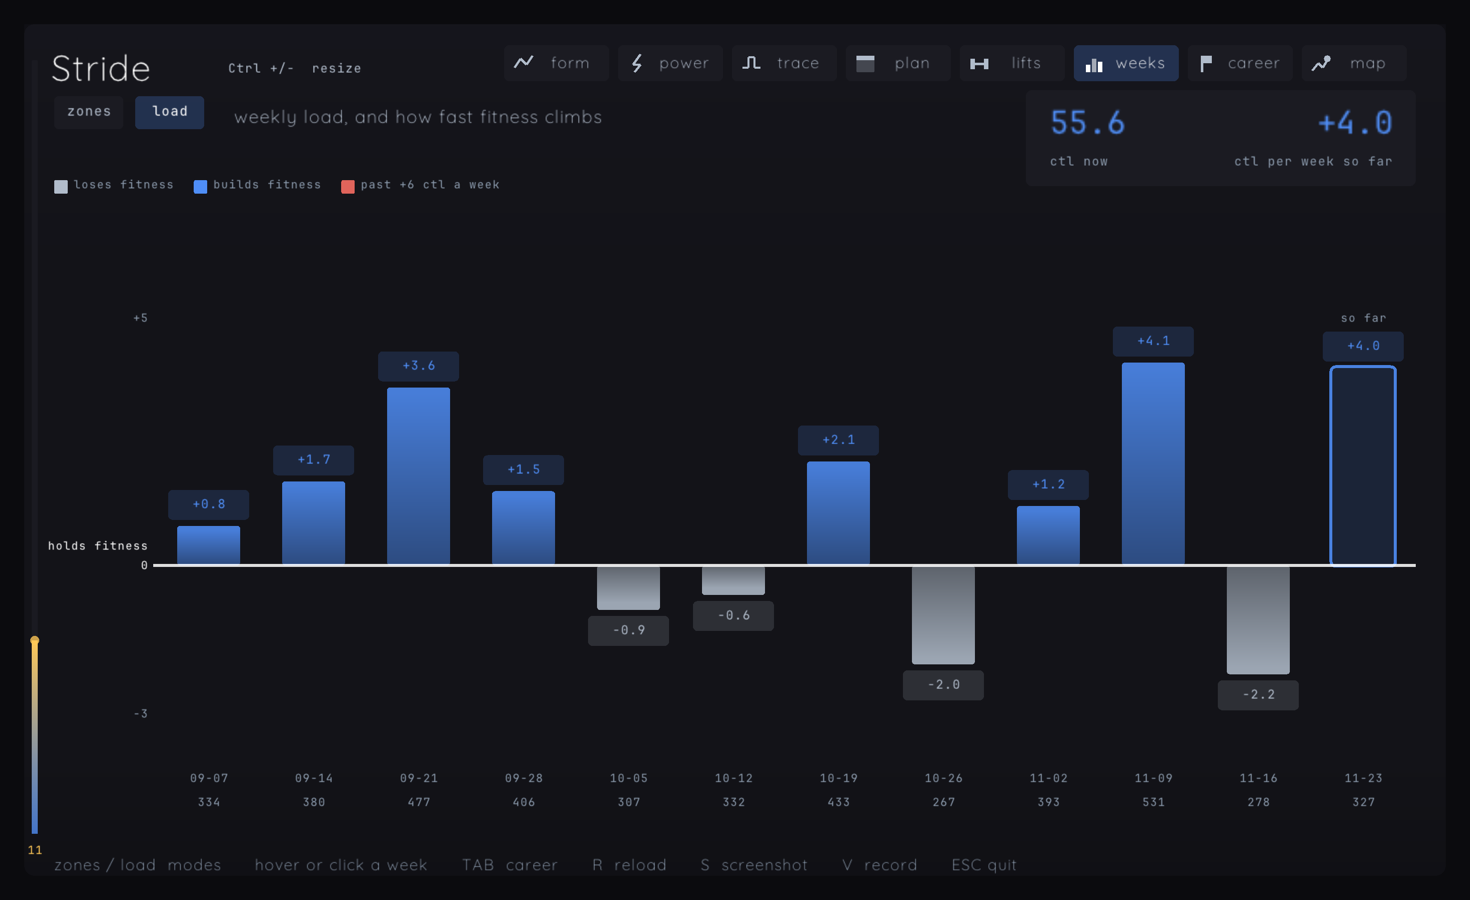 Stride
Ctrl +/- resize
form
power
trace
plan
lifts
weeks
career
map
zones
load
weekly load, and how fast fitness climbs
55.6
+4.0
ctl now
ctl per week so far
loses fitness
builds fitness
past +6 ctl a week
+5
so far
+4.0
+4.1
+3.6
+2.1
+1.7
+1.5
+1.2
+0.8
holds fitness
0
-0.9
-0.6
-2.0
-2.2
-3
09-07 09-14 09-21 09-28 10-05 10-12 10-19 10-26 11-02 11-09 11-16 11-23
334 380 477 406 307 332 433 267 393 531 278 327
11
zones / load modes
hover or click a week
TAB career
R reload
S screenshot
V record
ESC quit